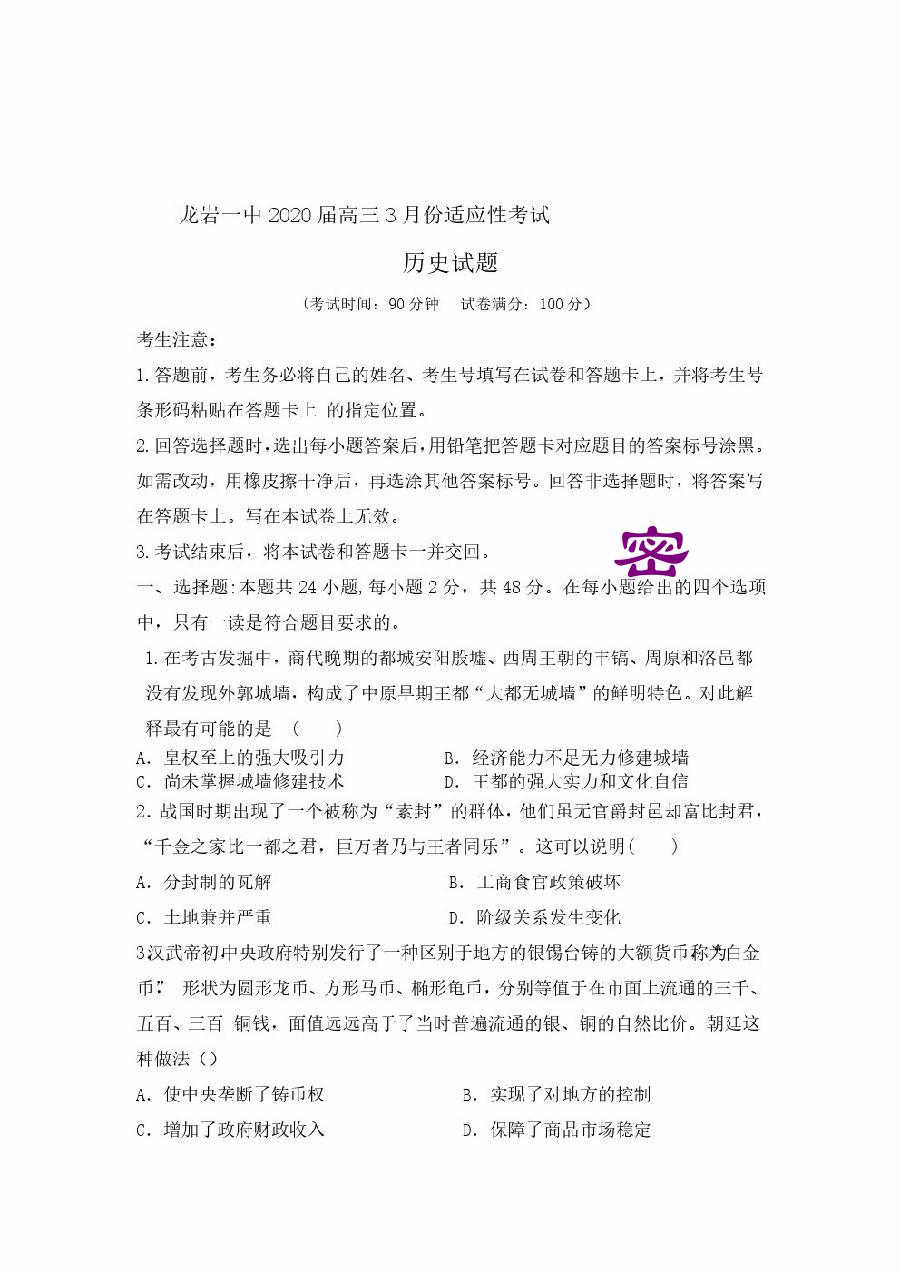 龙岩一中 2020 届高三 3 月份适应性考试
历史试题
(考试时间：90 分钟 试卷满分：100 分)
考生注意：
1. 答题前，考生务必将自己的姓名、考生号填写在试卷和答题卡上，并将考生号
条形码粘贴在答题卡上 的指定位置。
2. 回答选择题时,选出每小题答案后,用铅笔把答题卡对应题目的答案标号涂黑。
如需改动，用橡皮擦干净后，再选涂其他答案标号。回答非选择题时，将答案写
在答题卡上。写在本试卷上无效。
3. 考试结束后，将本试卷和答题卡一并交回。
密
一、选择题:本题共 24 小题, 每小题 2 分，共 48 分。在每小题给出的四个选项
中，只有一读是符合题目要求的。
1. 在考古发掘中，商代晚期的都城安阳殷墟、西周王朝的丰镐、周原和洛邑都
没有发现外郭城墙，构成了中原早期王都“大都无城墙”的鲜明特色。对此解
释最有可能的是 （ ）
A．皇权至上的强大吸引力 B．经济能力不足无力修建城墙
C．尚未掌握城墙修建技术 D．王都的强大实力和文化自信
2．战国时期出现了一个被称为“素封”的群体，他们虽无官爵封邑却富比封君，
“千金之家比一都之君，巨万者乃与王者同乐”。这可以说明( )
A．分封制的瓦解 B．工商食官政策破坏
C．土地兼并严重 D．阶级关系发生变化
3.汉武帝初,中央政府特别发行了一种区别于地方的银锡合铸的大额货币,称为“白金
币”， 形状为圆形龙币、方形马币、椭形龟币，分别等值于在市面上流通的三千、
五百、三百 铜钱，面值远远高于了当时普遍流通的银、铜的自然比价。朝廷这
种做法（）
A．使中央垄断了铸币权 B．实现了对地方的控制
C．增加了政府财政收入 D．保障了商品市场稳定